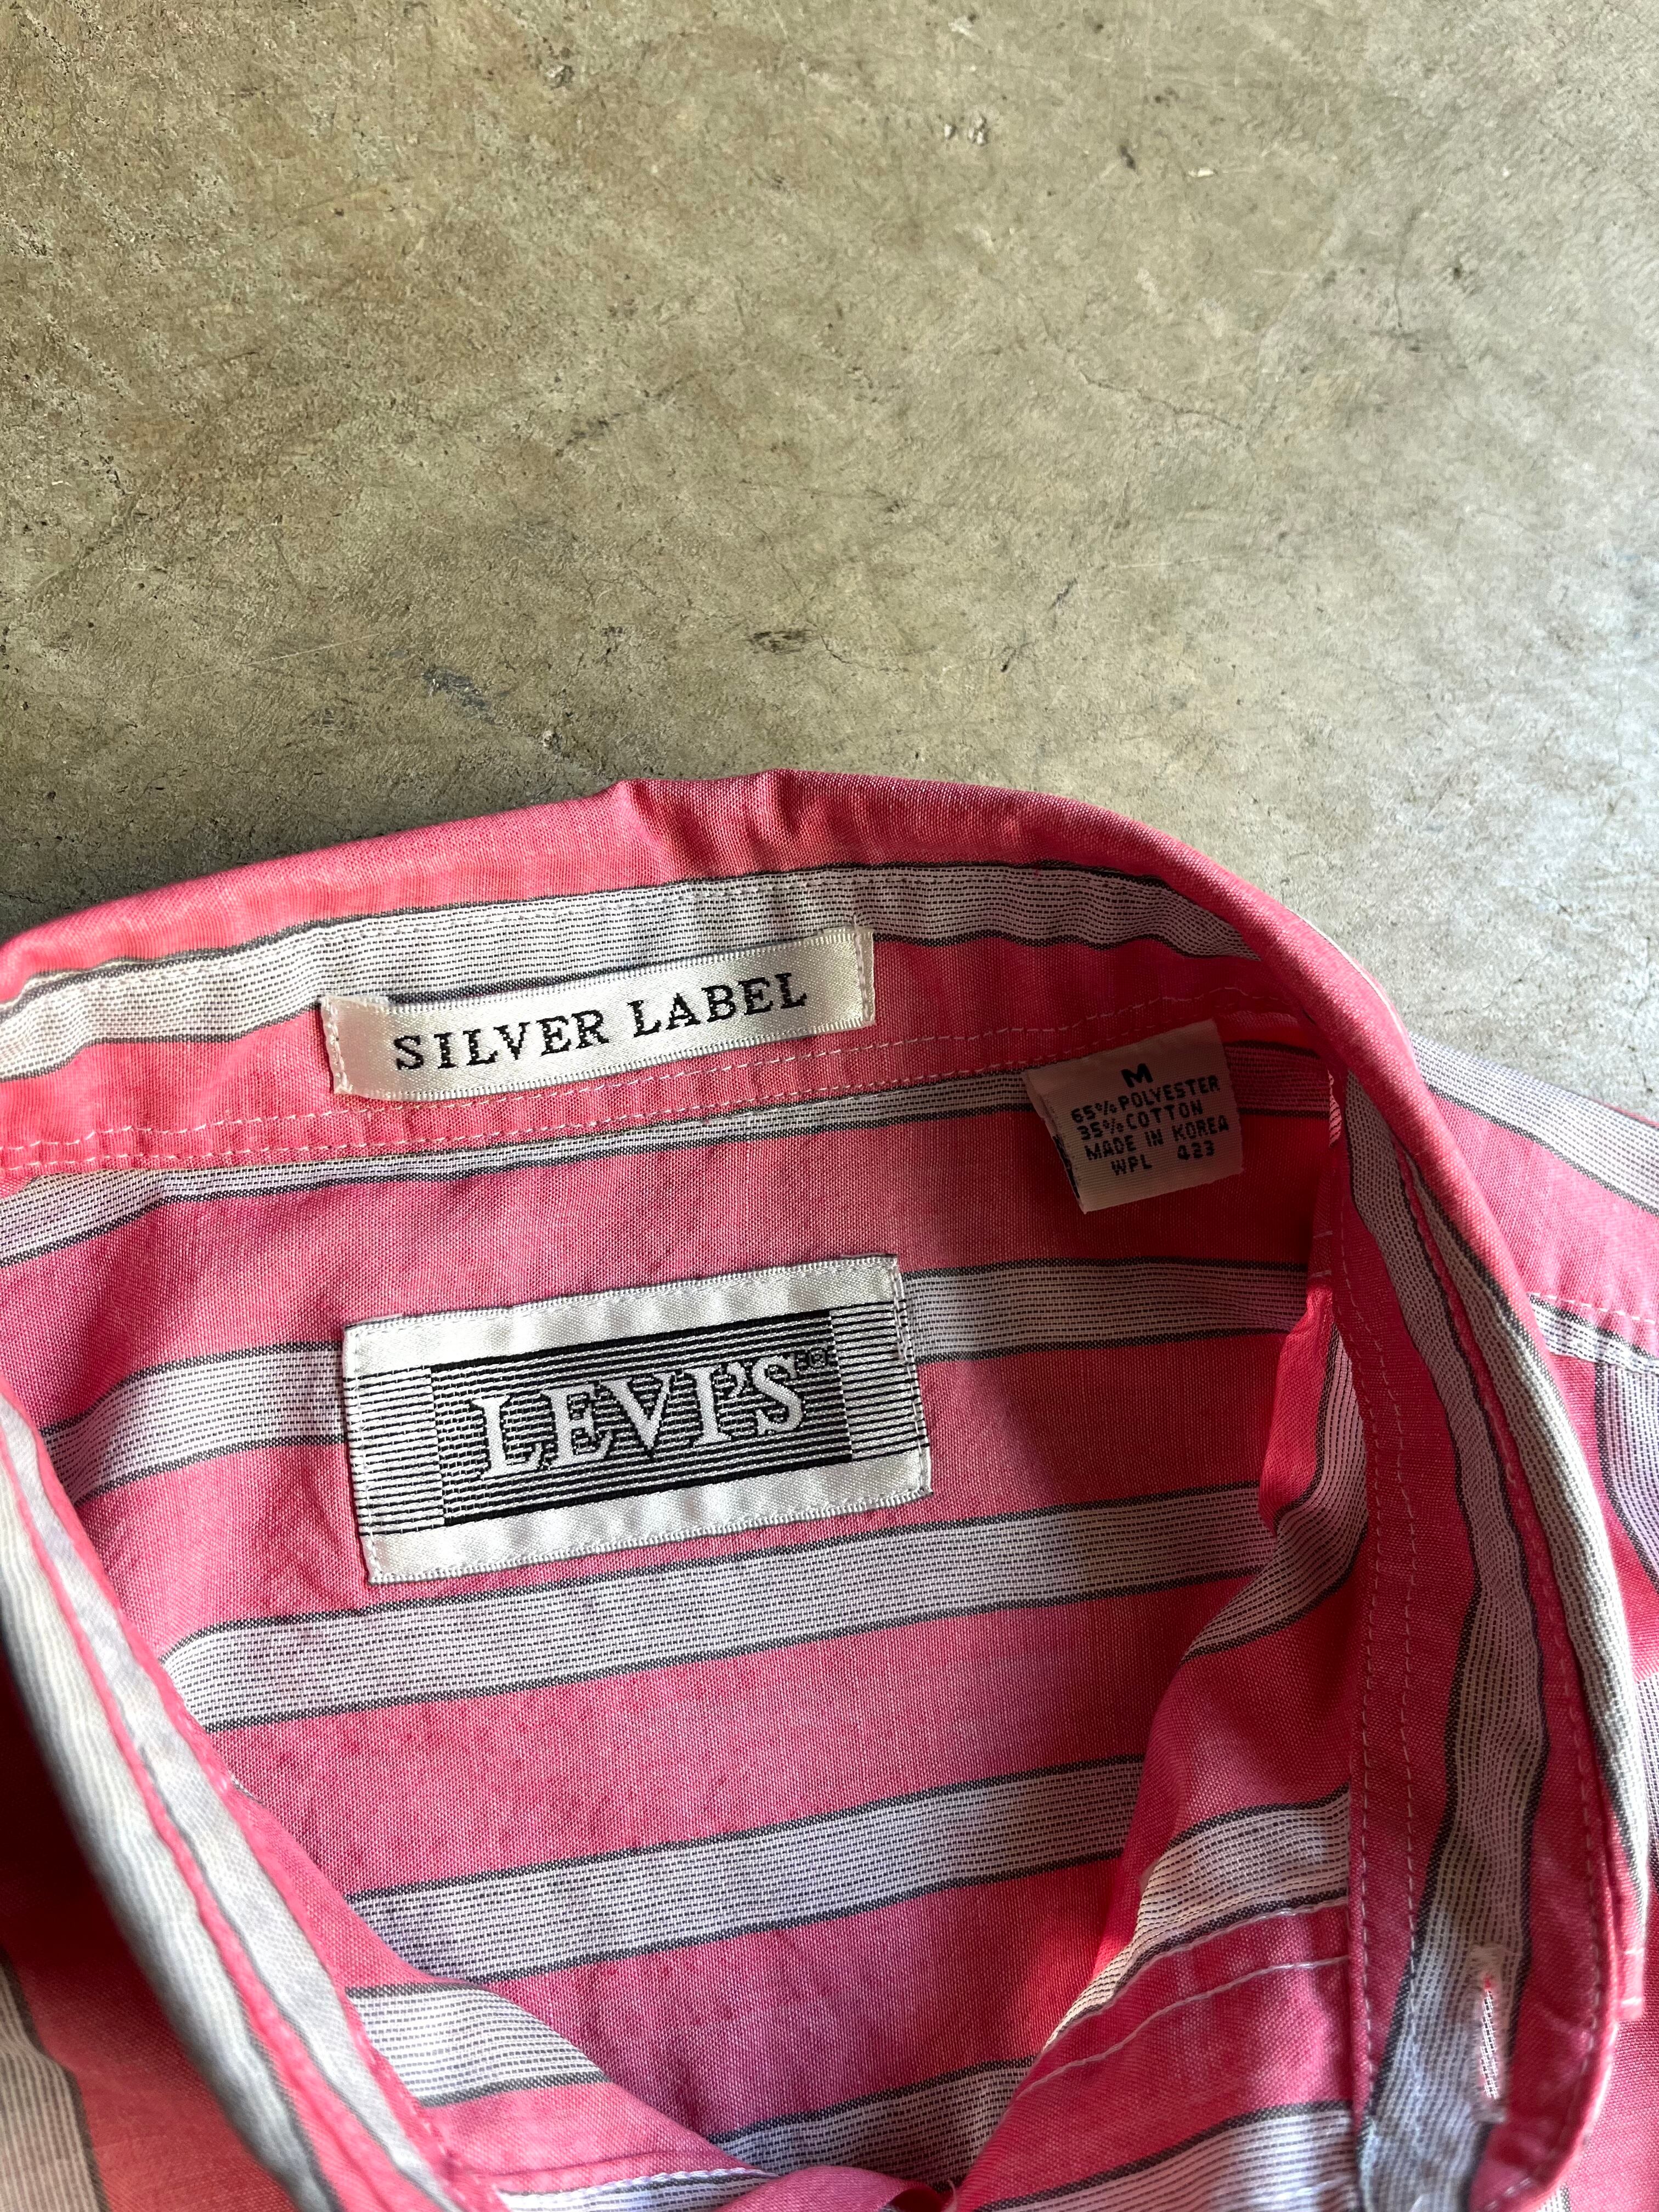 SILVER LABEL
M
65% POLYESTER
35% COTTON
MADE IN KOREA
WPL 423
LEVI'S